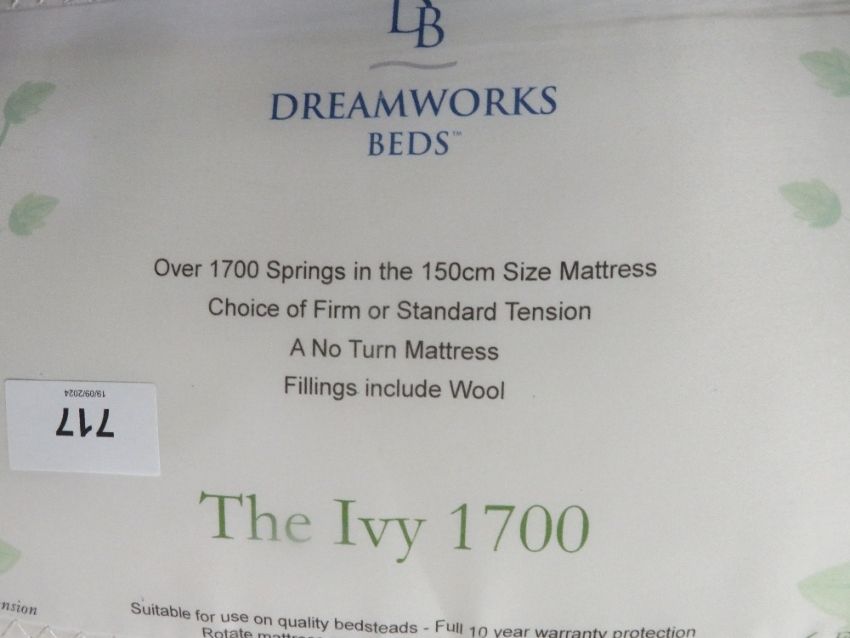 DB
DREAMWORKS
BEDS™
Over 1700 Springs in the 150cm Size Mattress
Choice of Firm or Standard Tension
A No Turn Mattress
Fillings include Wool
19/09/2024
717
The Ivy 1700
nsion
Suitable for use on quality bedsteads - Full 10 year warranty protection
Rotate